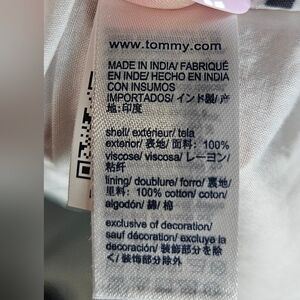 www.tommy.com
MADE IN INDIA/ FABRIQUÉ
EN INDE/ HECHO EN INDIA
CON INSUMOS
IMPORTADOS/ インド製/ 产
地:印度
shell/ extérieur/ tela
exterior/ 表地/ 面料: 100%
viscose/ viscosa/ レーヨン/
粘纤
lining/ doublure/ forro/ 裏地/
里料: 100% cotton/ coton/
algodón/ 綿/ 棉
exclusive of decoration/
sauf décoration/ excluye la
decoración/ 装飾部分を除
く/ 装饰部分除外